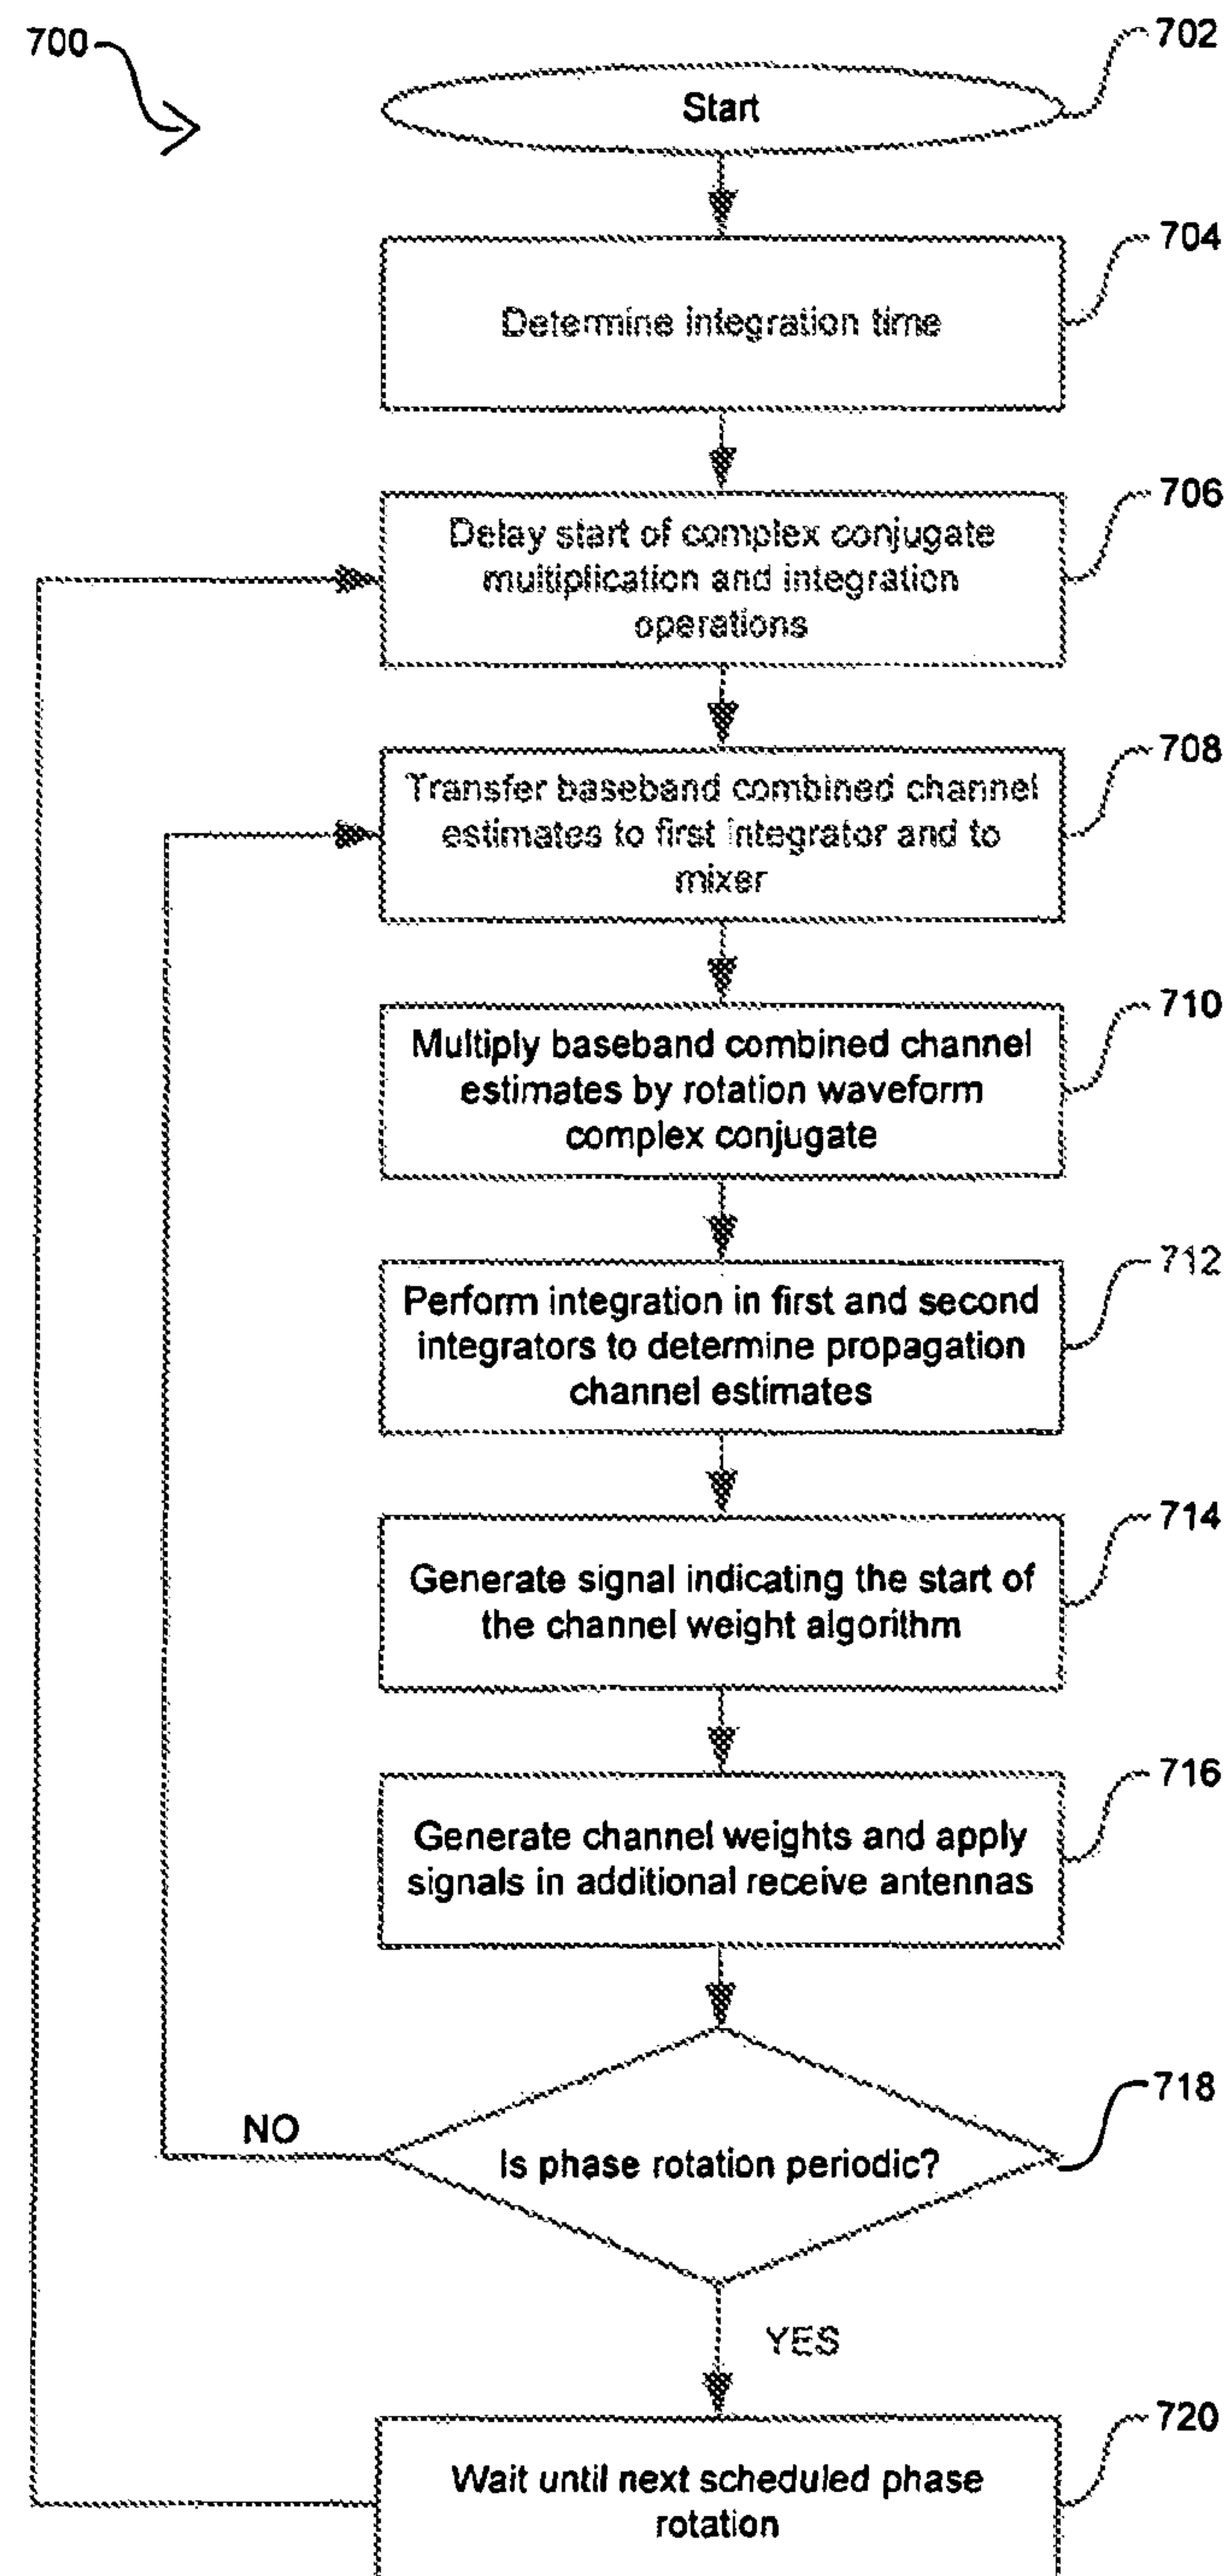 700
702
Start
704
Determine integration time
706
Delay start of complex conjugate
multiplication and integration
operations
708
Transfer baseband combined channel
estimates to first integrator and to
mixer
710
Multiply baseband combined channel
estimates by rotation waveform
complex conjugate
712
Perform integration in first and second
integrators to determine propagation
channel estimates
714
Generate signal indicating the start of
the channel weight algorithm
716
Generate channel weights and apply
signals in additional receive antennas
718
NO
Is phase rotation periodic?
YES
720
Wait until next scheduled phase
rotation